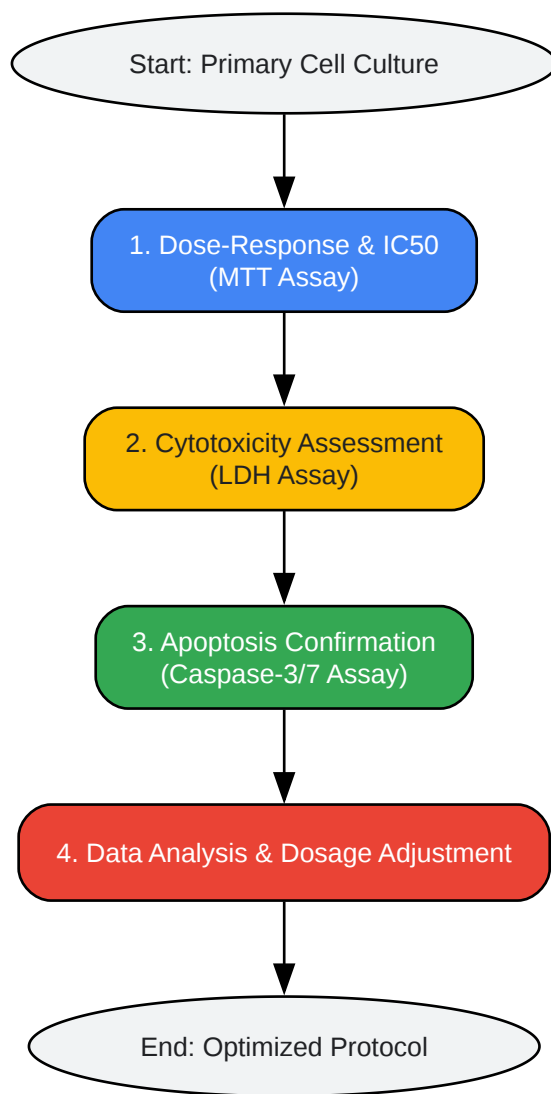 Start: Primary Cell Culture
1. Dose-Response & IC50
(MTT Assay)
2. Cytotoxicity Assessment
(LDH Assay)
3. Apoptosis Confirmation
(Caspase-3/7 Assay)
4. Data Analysis & Dosage Adjustment
End: Optimized Protocol